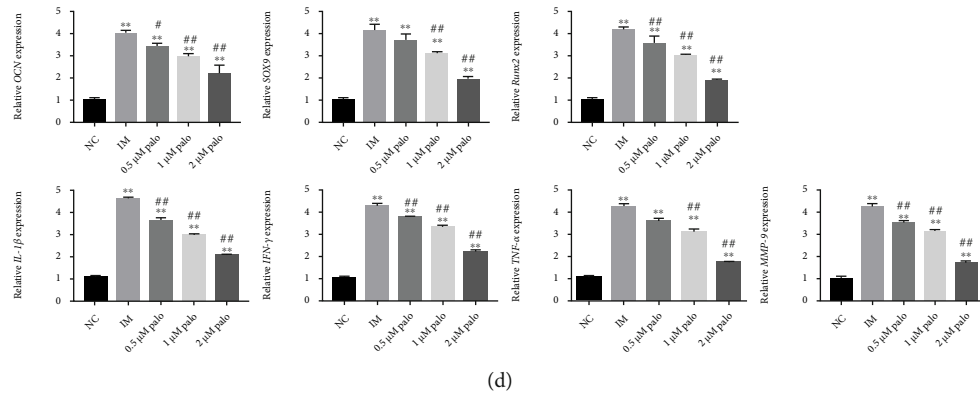 Relative OCN expression
5
4
3
2
1
**
**
#
**
##
**
##
NC
IM
0.5 μM palo
1 μM palo
2 μM palo
Relative SOX9 expression
5
4
3
2
1
0
**
**
**
##
**
##
NC
IM
0.5 μM palo
1 μM palo
2 μM palo
Relative Runx2 expression
5
4
3
2
1
0
**
##
**
##
**
##
**
NC
IM
0.5 μM palo
1 μM palo
2 μM palo
Relative IL-1β expression
5
4
3
2
1
0
**
##
**
##
**
##
**
NC
IM
0.5 μM palo
1 μM palo
2 μM palo
Relative IFN-γ expression
5
4
3
2
1
0
**
##
**
##
**
##
**
NC
IM
0.5 μM palo
1 μM palo
2 μM palo
Relative TNF-α expression
5
4
3
2
1
0
**
**
##
**
##
**
NC
IM
0.5 μM palo
1 μM palo
2 μM palo
Relative MMP-9 expression
5
4
3
2
1
0
**
##
**
##
**
##
**
NC
IM
0.5 μM palo
1 μM palo
2 μM palo
(d)